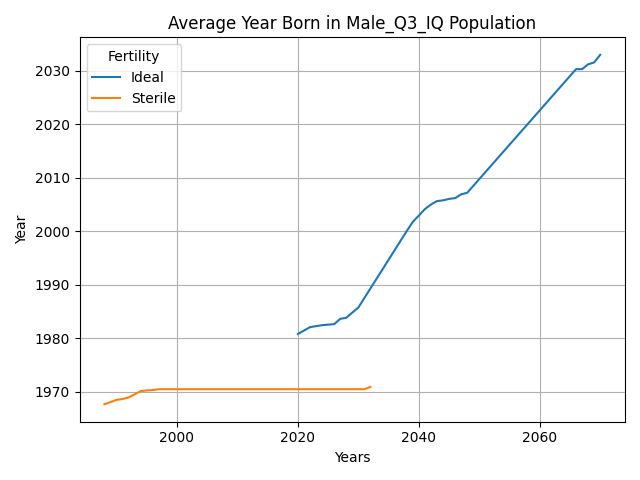 Average Year Born in Male_Q3_IQ Population
Fertility
Ideal
Sterile
2030
2020
2010
2000
1990
1980
1970
Year
2000
2020
2040
2060
Years